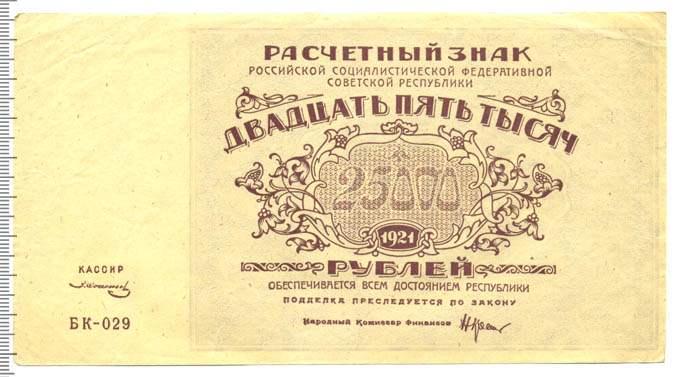 РАСЧЕТНЫЙ ЗНАК
РОССИЙСКОЙ СОЦИАЛИСТИЧЕСКОЙ ФЕДЕРАТИВНОЙ
СОВЕТСКОЙ РЕСПУБЛИКИ
ДВАДЦАТЬ ПЯТЬ ТЫСЯЧ
25000
1921
РУБЛЕЙ
ОБЕСПЕЧИВАЕТСЯ ВСЕМ ДОСТОЯНИЕМ РЕСПУБЛИКИ
ПОДДЕЛКА ПРЕСЛЕДУЕТСЯ ПО ЗАКОНУ
Народный Комиссар Финансов
КАССИР
БК-029